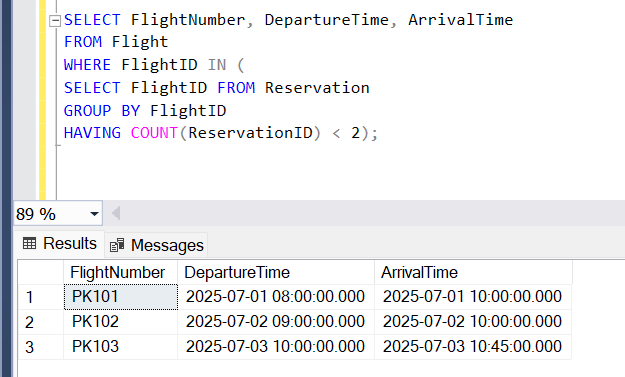 SELECT FlightNumber, DepartureTime, ArrivalTime
FROM Flight
WHERE FlightID IN (
SELECT FlightID FROM Reservation
GROUP BY FlightID
HAVING COUNT(ReservationID) < 2);
89 %
Results Messages
FlightNumber DepartureTime ArrivalTime
1 PK101 2025-07-01 08:00:00.000 2025-07-01 10:00:00.000
2 PK102 2025-07-02 09:00:00.000 2025-07-02 10:00:00.000
3 PK103 2025-07-03 10:00:00.000 2025-07-03 10:45:00.000